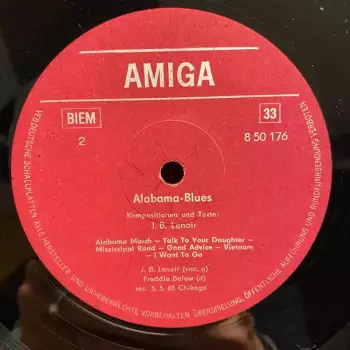 AMIGA
BIEM
33
2
8 50 176
Alabama-Blues
Kompositionen und Texte:
J. B. Lenoir
Alabama March – Talk To Your Daughter –
Mississippi Road – Good Advice – Vietnam –
– I Want To Go
J. B. Lenoir (voc, g)
Freddie Below (d)
rec. 5. 5. 65 Chikago
VEB DEUTSCHE SCHALLPLATTEN ALLE HERSTELLER- UND URHEBERRECHTE VORBEHALTEN ÜBERSPIELUNG, ÖFFENTLICHE AUFFÜHRUNG UND RUNDFUNKSENDUNG VERBOTEN